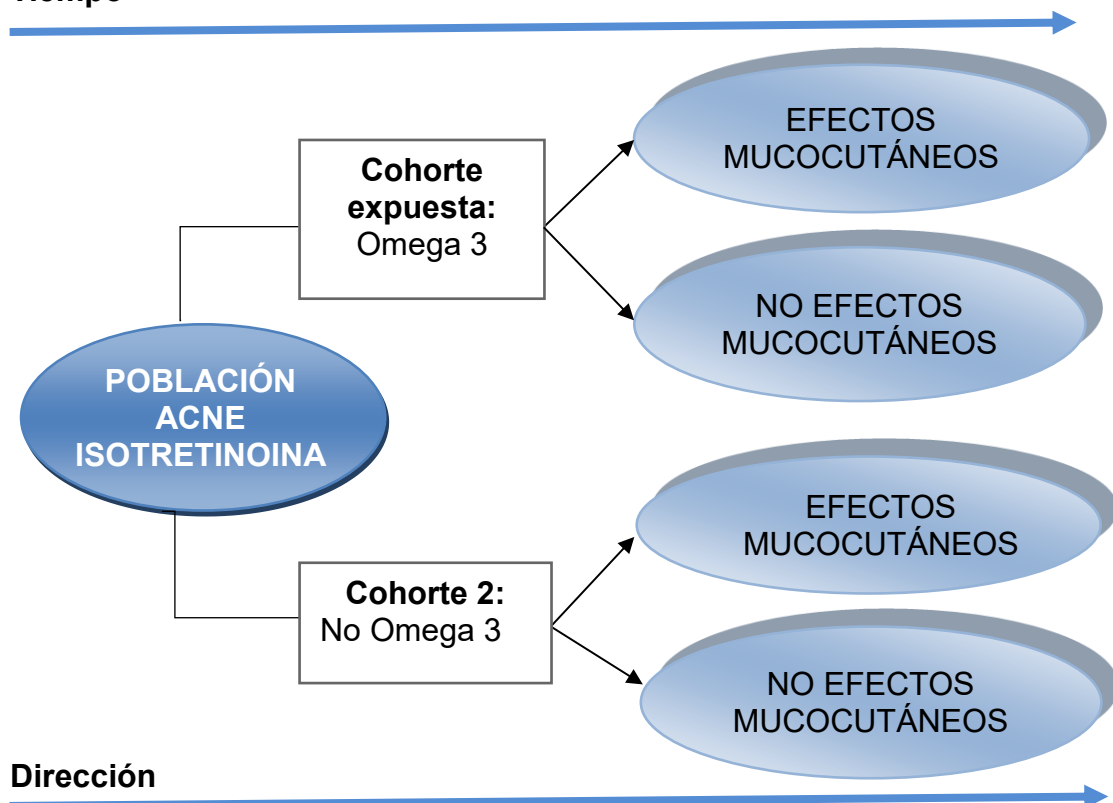 Tiempo
EFECTOS
MUCOCUTÁNEOS
Cohorte
expuesta:
Omega 3
NO EFECTOS
MUCOCUTÁNEOS
POBLACIÓN
ACNE
ISOTRETINOINA
EFECTOS
MUCOCUTÁNEOS
Cohorte 2:
No Omega 3
NO EFECTOS
MUCOCUTÁNEOS
Dirección